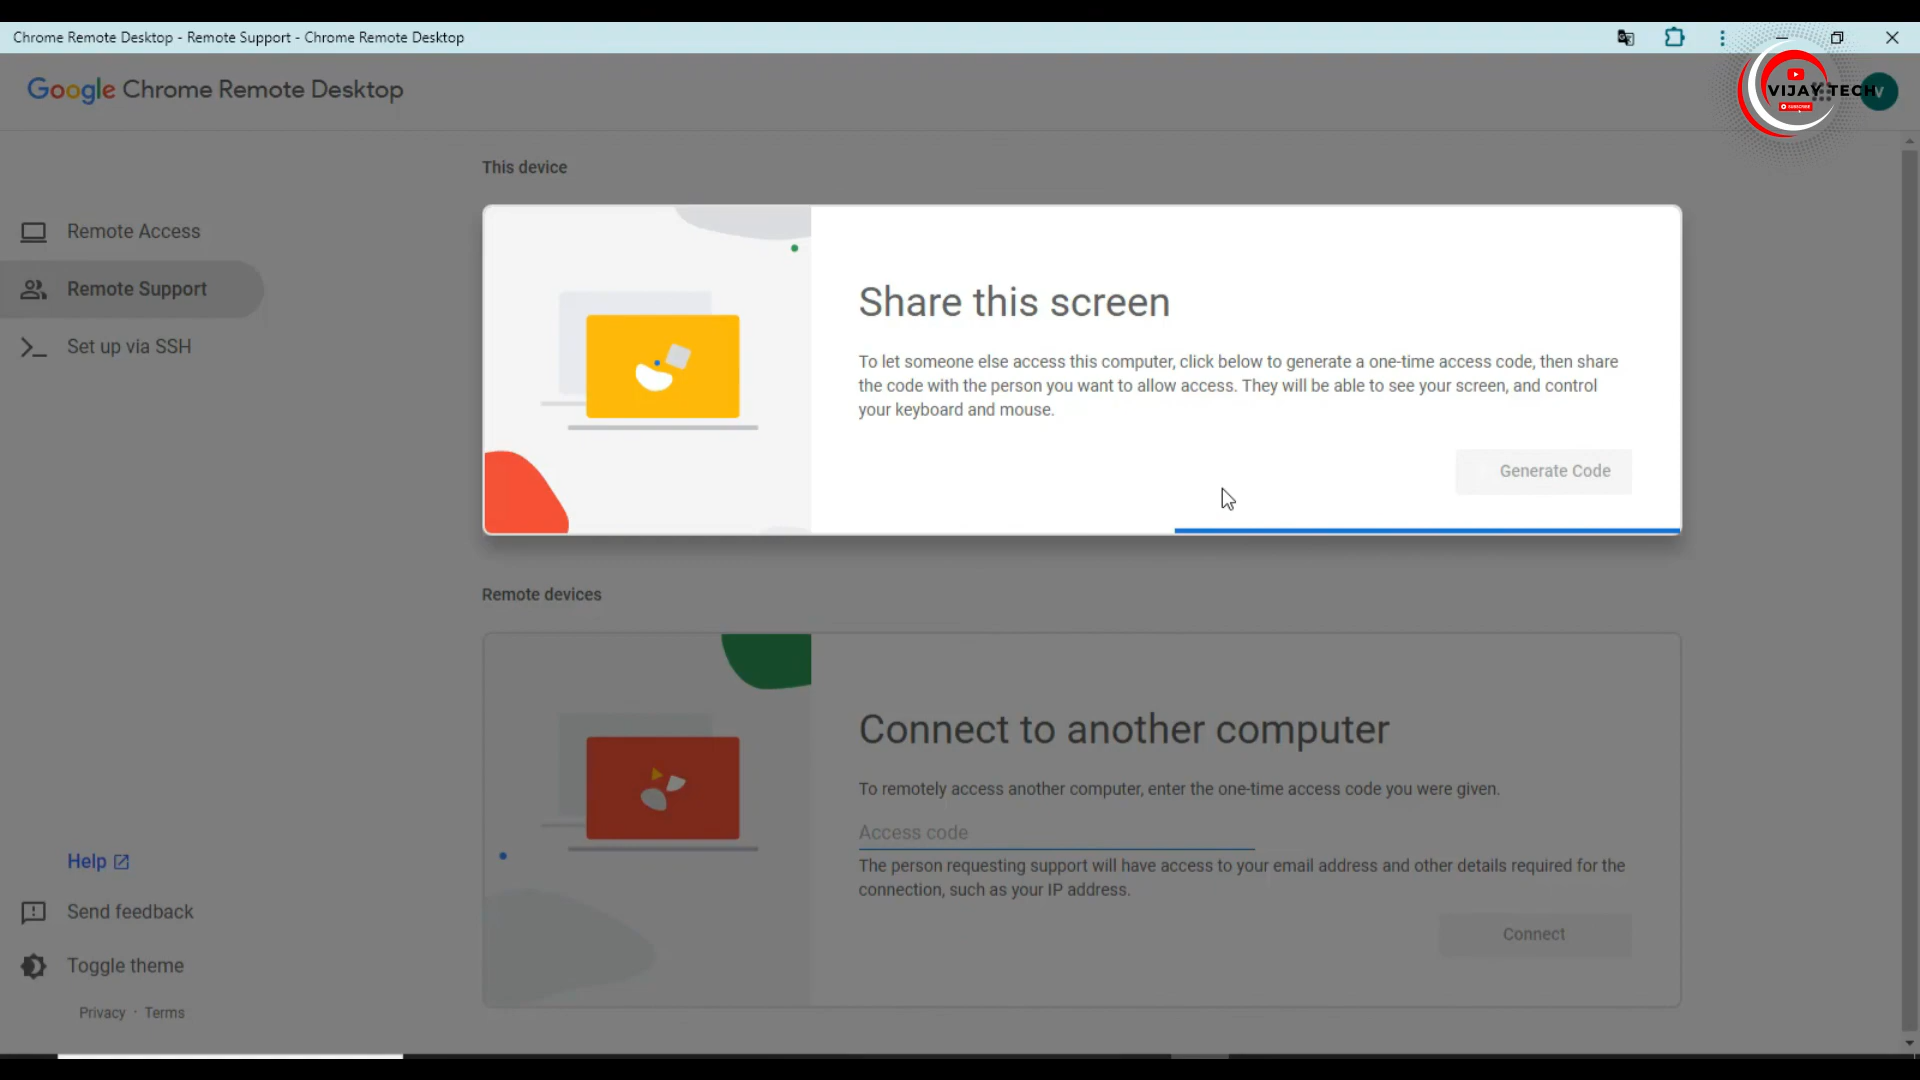 Chrome Remote Desktop - Remote Support - Chrome Remote Desktop
Google Chrome Remote Desktop
VIJAY TECH
SUBSCRIBE
V
This device
Remote Access
Remote Support
Set up via SSH
Share this screen
To let someone else access this computer, click below to generate a one-time access code, then share
the code with the person you want to allow access. They will be able to see your screen, and control
your keyboard and mouse.
Generate Code
Remote devices
Connect to another computer
To remotely access another computer, enter the one-time access code you were given.
Access code
The person requesting support will have access to your email address and other details required for the
connection, such as your IP address.
Connect
Help
Send feedback
Toggle theme
Privacy · Terms